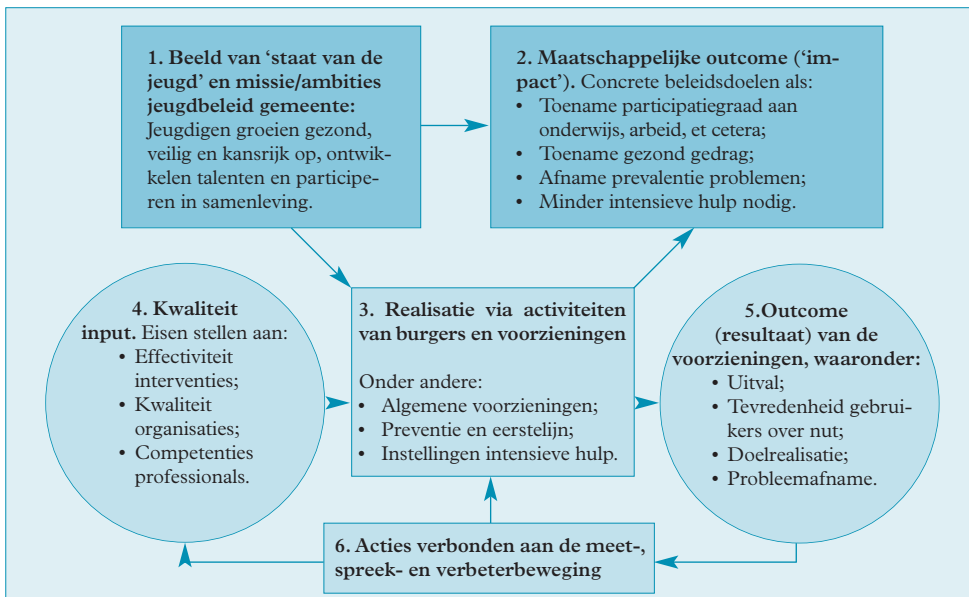 1. Beeld van ‘staat van de
jeugd’ en missie/ambities
jeugdbeleid gemeente:
Jeugdigen groeien gezond,
veilig en kansrijk op, ontwik-
kelen talenten en participe-
ren in samenleving.
2. Maatschappelijke outcome (‘im-
pact’). Concrete beleidsdoelen als:
• Toename participatiegraad aan
onderwijs, arbeid, et cetera;
• Toename gezond gedrag;
• Afname prevalentie problemen;
• Minder intensieve hulp nodig.
3. Realisatie via activiteiten
van burgers en voorzieningen
Onder andere:
• Algemene voorzieningen;
• Preventie en eerstelijn;
• Instellingen intensieve hulp.
4. Kwaliteit
input. Eisen stellen aan:
• Effectiviteit
interventies;
• Kwaliteit
organisaties;
• Competenties
professionals.
5.Outcome
(resultaat) van de
voorzieningen, waaronder:
• Uitval;
• Tevredenheid gebrui-
kers over nut;
• Doelrealisatie;
• Probleemafname.
6. Acties verbonden aan de meet-,
spreek- en verbeterbeweging